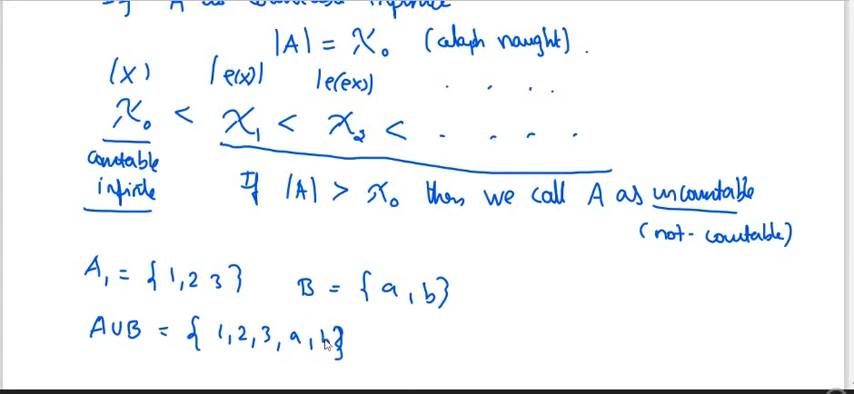 |A| = ℵ₀ (aleph naught).
|X| |℘(X)| |℘(℘(X))| . . . .
ℵ₀ < ℵ₁ < ℵ₂ < . . . .
countable
infinite If |A| > ℵ₀ then we call A as uncountable
(not-countable)
A, = {1,2 3} B = {a, b}
A∪B = {1,2,3,a,b}